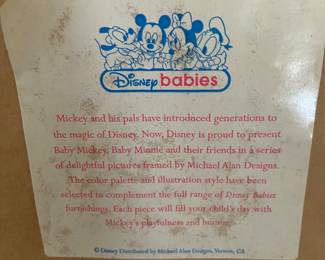 Disney babies
Mickey and his pals have introduced generations to
the magic of Disney. Now, Disney is proud to present
Baby Mickey, Baby Minnie and their friends in a series
of delightful pictures framed by Michael Alan Designs.
The color palette and illustration style have been
selected to complement the full range of Disney Babies
furnishings. Each piece will fill your child's day with
Mickey's playfulness and humor.
© Disney Distributed by Michael Alan Designs, Vernon, CA